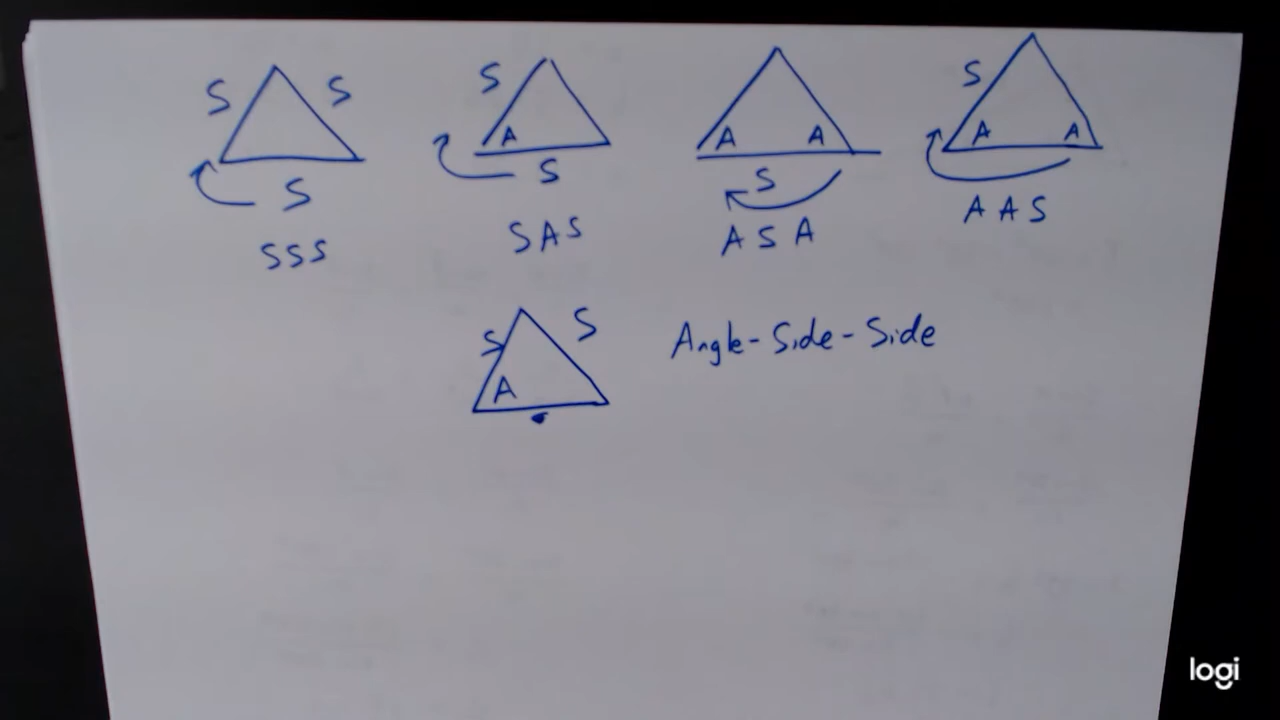 S S S S
A A A A A
S S S
SSS SAS ASA AAS
S S Angle-Side-Side
A
logi